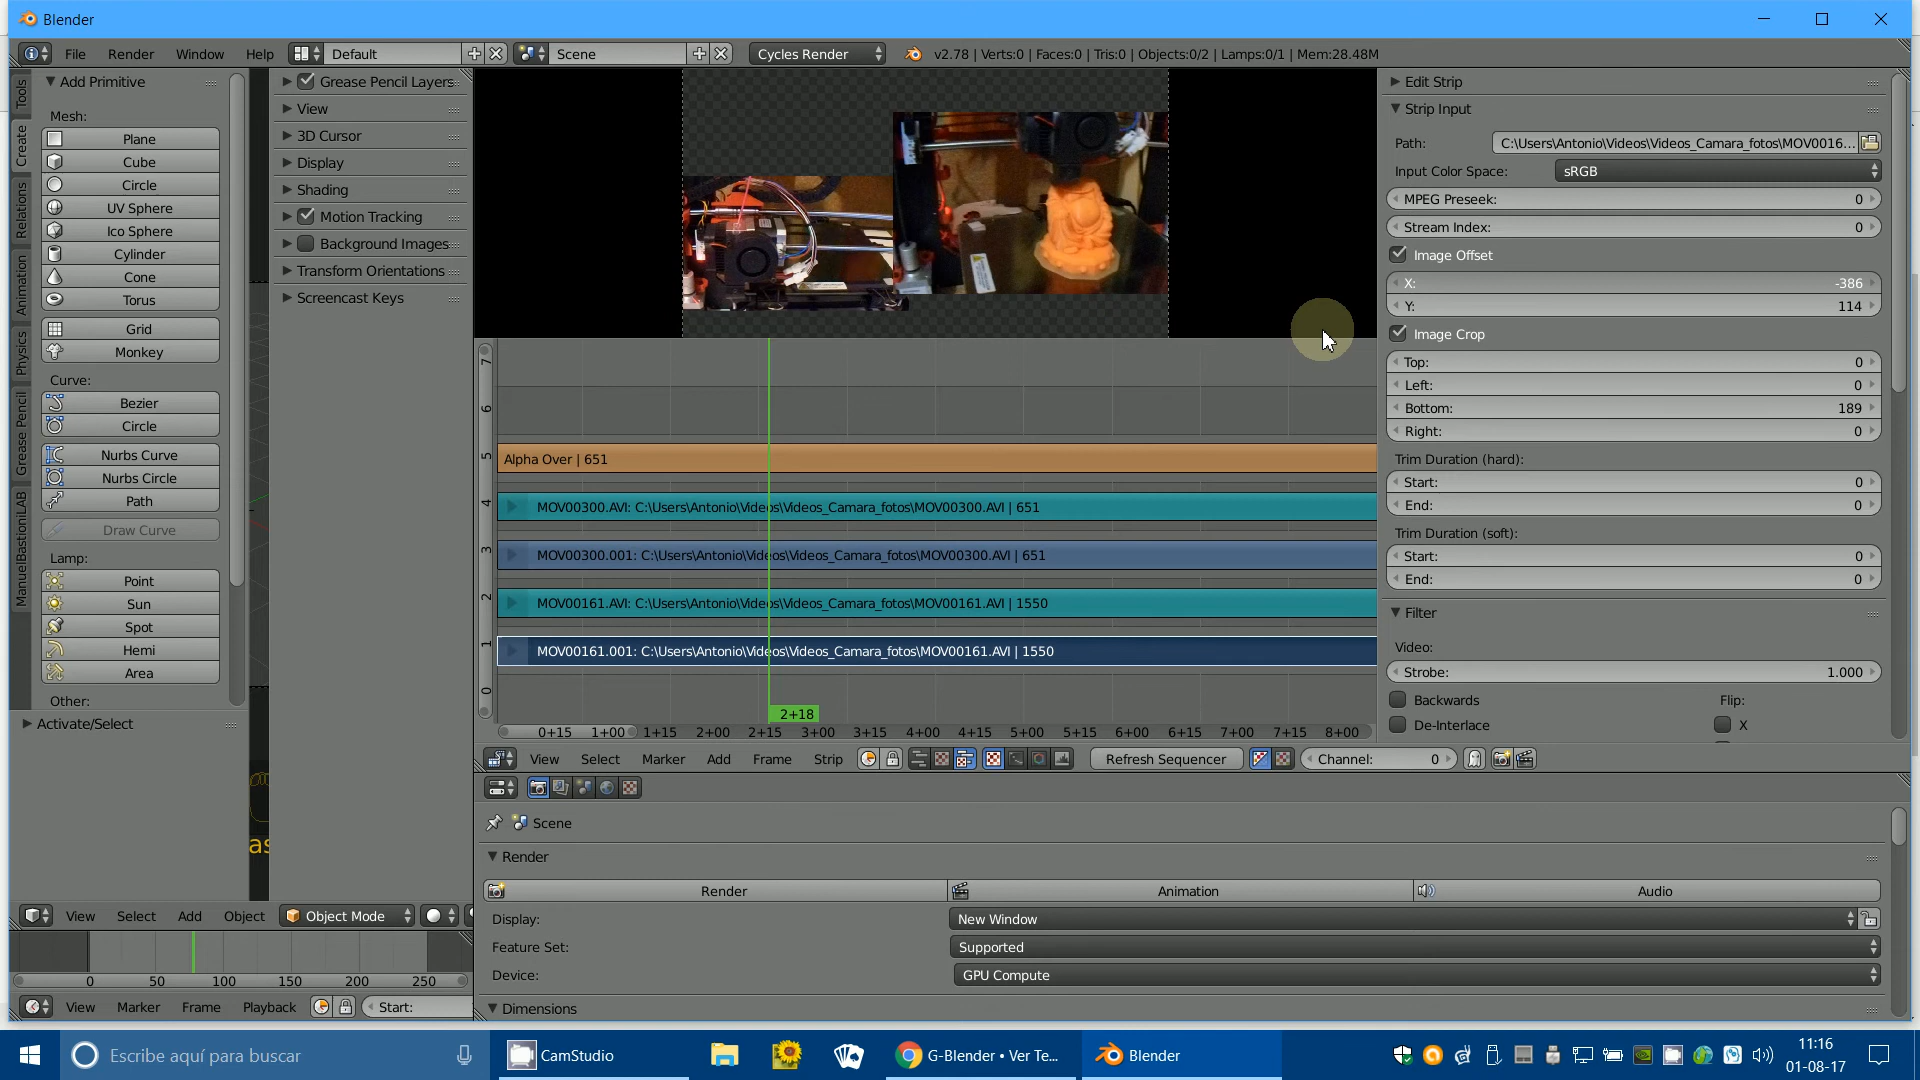 Blender
File
Render
Window
Help
Default
Scene
Cycles Render
v2.78 | Verts:0 | Faces:0 | Tris:0 | Objects:0/2 | Lamps:0/1 | Mem:28.48M
Tools
Create
Relations
Animation
Physics
Grease Pencil
ManuelBastioniLAB
Add Primitive
Mesh:
Plane
Cube
Circle
UV Sphere
Ico Sphere
Cylinder
Cone
Torus
Grid
Monkey
Curve:
Bezier
Circle
Nurbs Curve
Nurbs Circle
Path
Draw Curve
Lamp:
Point
Sun
Spot
Hemi
Area
Other:
Activate/Select
Grease Pencil Layers
View
3D Cursor
Display
Shading
Motion Tracking
Background Images
Transform Orientations
Screencast Keys
as
View
Select
Add
Object
Object Mode
0 50 100 150 200 250
View
Marker
Frame
Playback
Start:
7
6
5
4
3
2
1
0
Alpha Over | 651
MOV00300.AVI: C:\Users\Antonio\Videos\Videos_Camara_fotos\MOV00300.AVI | 651
MOV00300.001: C:\Users\Antonio\Videos\Videos_Camara_fotos\MOV00300.AVI | 651
MOV00161.AVI: C:\Users\Antonio\Videos\Videos_Camara_fotos\MOV00161.AVI | 1550
MOV00161.001: C:\Users\Antonio\Videos\Videos_Camara_fotos\MOV00161.AVI | 1550
2+18
0+15 1+00 1+15 2+00 2+15 3+00 3+15 4+00 4+15 5+00 5+15 6+00 6+15 7+00 7+15 8+00
View
Select
Marker
Add
Frame
Strip
Refresh Sequencer
Channel: 0
Edit Strip
Strip Input
Path: C:\Users\Antonio\Videos\Videos_Camara_fotos\MOV0016...
Input Color Space: sRGB
MPEG Preseek: 0
Stream Index: 0
Image Offset
X: -386
Y: 114
Image Crop
Top: 0
Left: 0
Bottom: 189
Right: 0
Trim Duration (hard):
Start: 0
End: 0
Trim Duration (soft):
Start: 0
End: 0
Filter
Video:
Strobe: 1.000
Backwards
Flip:
De-Interlace
X
Scene
Render
Render
Animation
Audio
Display: New Window
Feature Set: Supported
Device: GPU Compute
Dimensions
Escribe aquí para buscar
CamStudio
G-Blender • Ver Te...
Blender
11:16
01-08-17